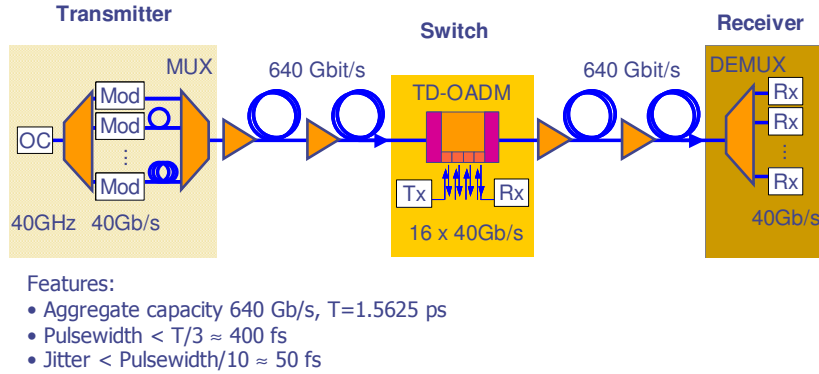 Transmitter
Switch
Receiver
MUX
640 Gbit/s
640 Gbit/s
DEMUX
TD-OADM
Mod
Mod
⋮
Mod
OC
Rx
Rx
⋮
Rx
Tx
Rx
40GHz 40Gb/s
16 x 40Gb/s
40Gb/s
Features:
• Aggregate capacity 640 Gb/s, T=1.5625 ps
• Pulsewidth < T/3 ≈ 400 fs
• Jitter < Pulsewidth/10 ≈ 50 fs